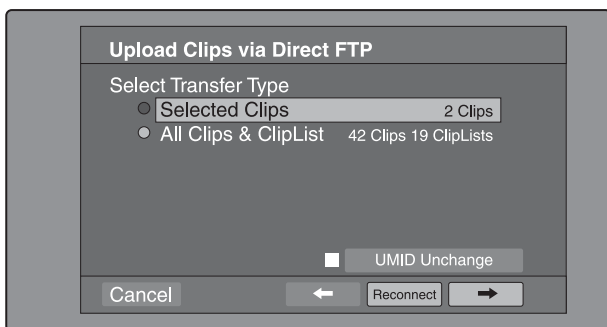 Upload Clips via Direct FTP
Select Transfer Type
Selected Clips 2 Clips
All Clips & ClipList 42 Clips 19 ClipLists
UMID Unchange
Cancel ← Reconnect →